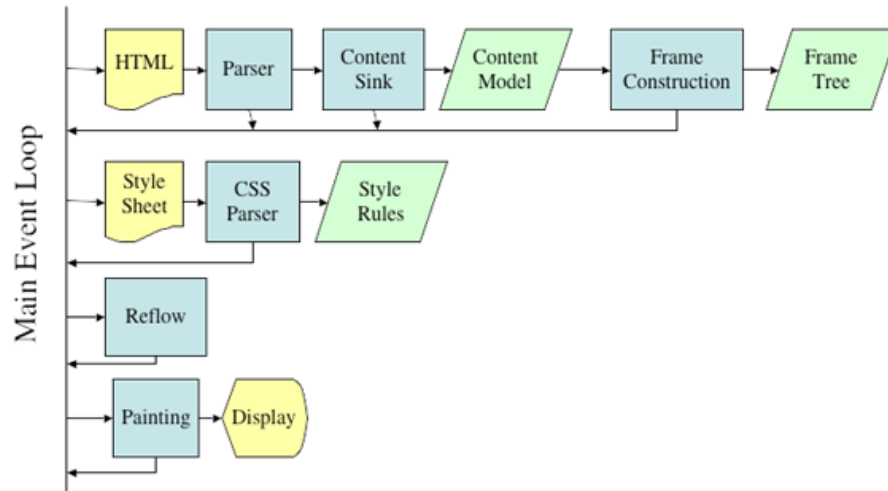 HTML
Parser
Content
Sink
Content
Model
Frame
Construction
Frame
Tree
Main Event Loop
Style
Sheet
CSS
Parser
Style
Rules
Reflow
Painting
Display